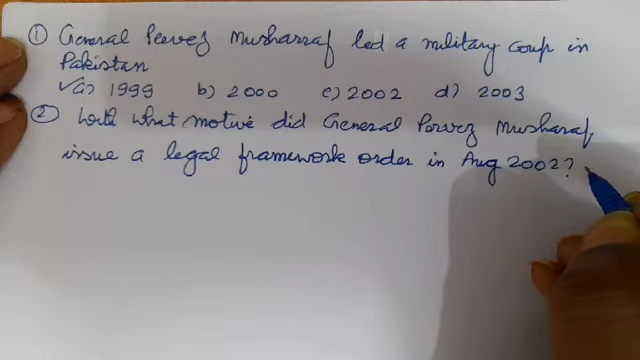 ① General Pervez Musharraf led a military coup in
Pakistan
✓a) 1999 b) 2000 c) 2002 d) 2003
② With what motive did General Pervez Musharaf
issue a legal framework order in Aug 2002?